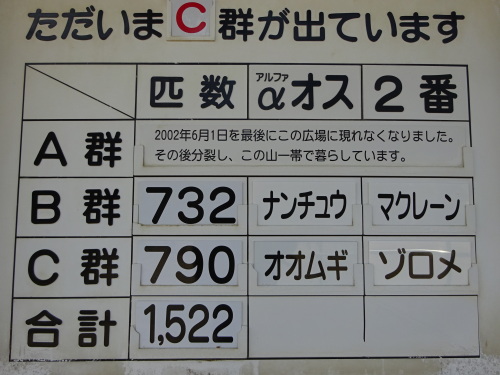 ただいまC群が出ています
匹数 アルファ αオス 2番
A群 2002年6月1日を最後にこの広場に現れなくなりました。
その後分裂し、この山一帯で暮らしています。
B群 732 ナンチュウ マクレーン
C群 790 オオムギ ゾロメ
合計 1,522